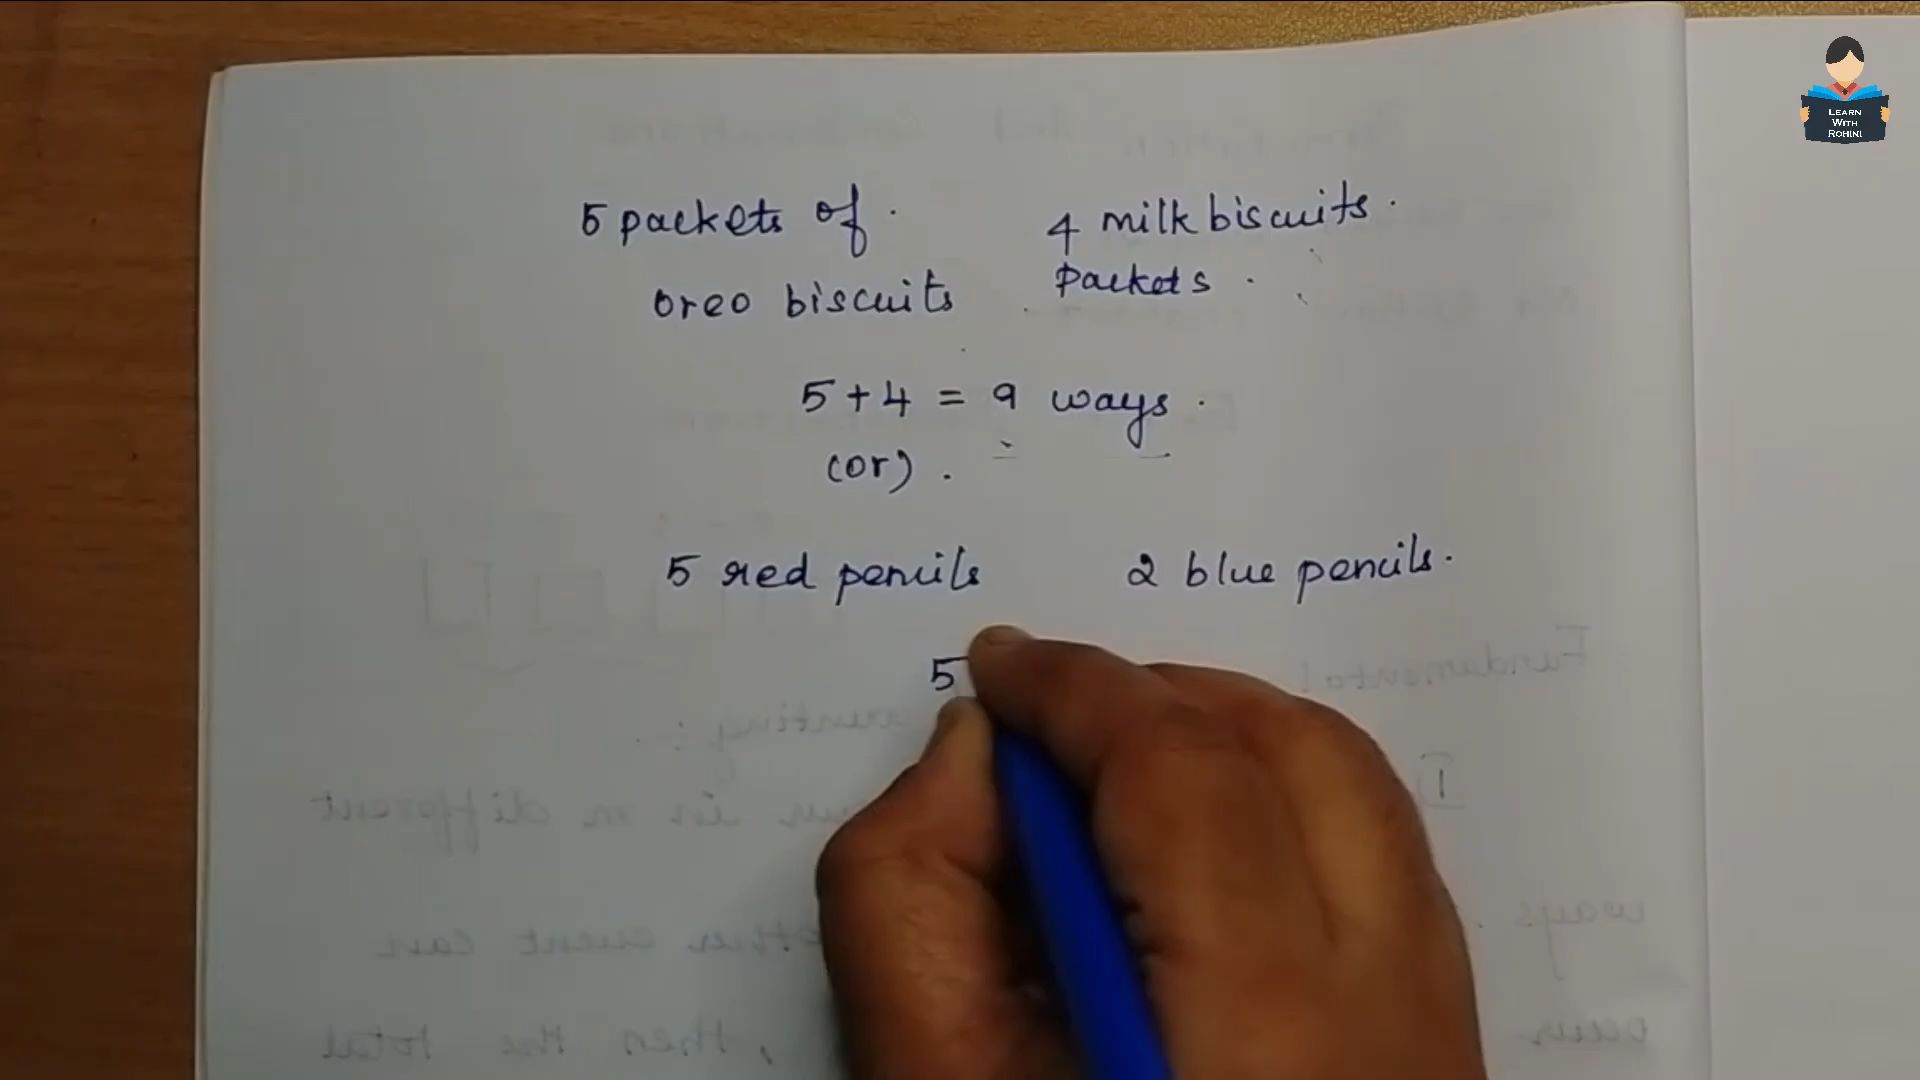 5 packets of
oreo biscuits
4 milk biscuits.
packets.
5+4 = 9 ways.
(or).
5 red pencils
2 blue pencils.
5
LEARN
WITH
ROHINI